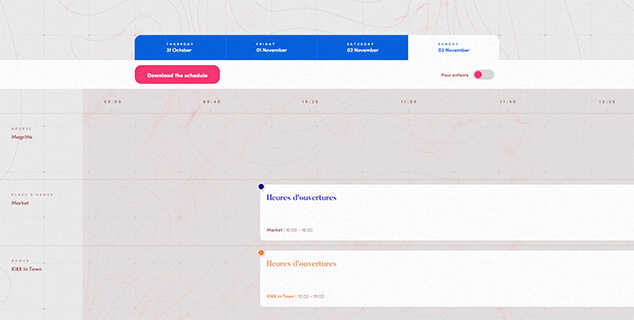 THURSDAY FRIDAY SATURDAY SUNDAY
31 October 01 November 02 November 03 November
Download the schedule Pour enfants
09:00 09:40 10:20 11:00 11:40 12:20
BOURSE
Magritte
PLACE D'ARMES
Market
Heures d'ouvertures
Market | 10:00 - 18:00
NAMUR
KIKK In Town
Heures d'ouvertures
KIKK In Town | 10:00 - 18:00